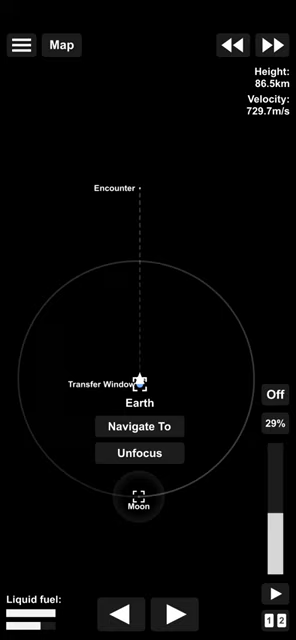 Map
Height:
86.5km
Velocity:
729.7m/s
Encounter
Transfer Window
Earth
Off
Navigate To
29%
Unfocus
Moon
Liquid fuel:
1 2